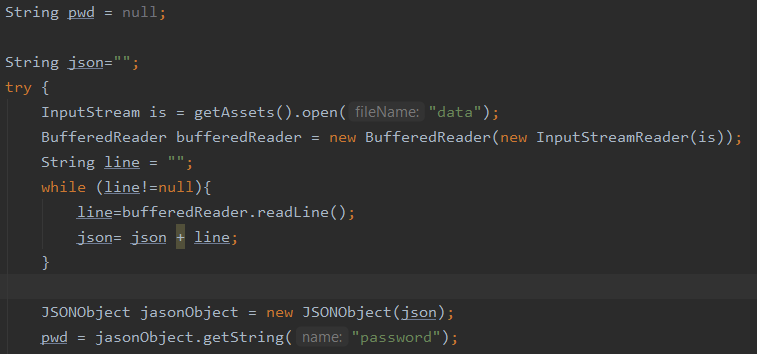 String pwd = null;
String json="";
try {
InputStream is = getAssets().open( fileName: "data");
BufferedReader bufferedReader = new BufferedReader(new InputStreamReader(is));
String line = "";
while (line!=null){
line=bufferedReader.readLine();
json= json + line;
}
JSONObject jasonObject = new JSONObject(json);
pwd = jasonObject.getString( name: "password");